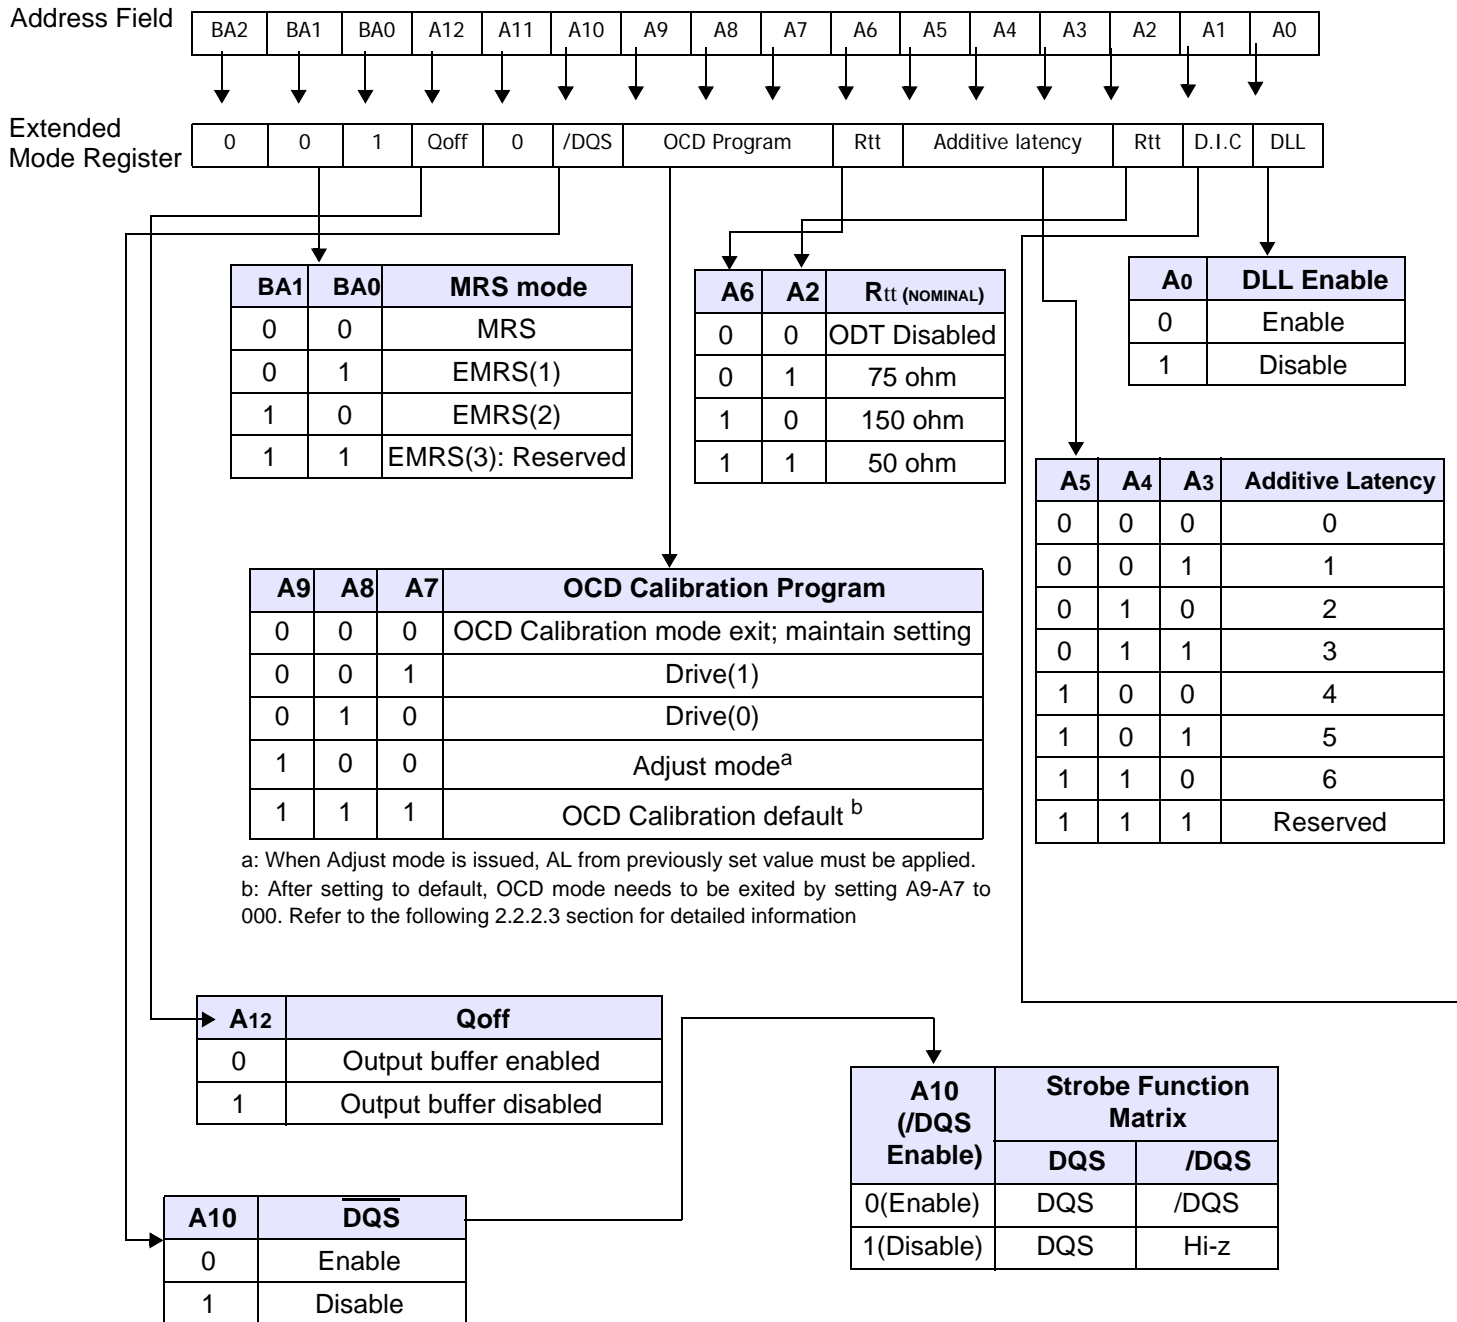 Address Field BA2 BA1 BA0 A12 A11 A10 A9 A8 A7 A6 A5 A4 A3 A2 A1 A0
Extended
Mode Register 0 0 1 Qoff 0 /DQS OCD Program Rtt Additive latency Rtt D.I.C DLL
BA1 BA0 MRS mode
0 0 MRS
0 1 EMRS(1)
1 0 EMRS(2)
1 1 EMRS(3): Reserved
A6 A2 Rtt (NOMINAL)
0 0 ODT Disabled
0 1 75 ohm
1 0 150 ohm
1 1 50 ohm
A0 DLL Enable
0 Enable
1 Disable
A5 A4 A3 Additive Latency
0 0 0 0
0 0 1 1
0 1 0 2
0 1 1 3
1 0 0 4
1 0 1 5
1 1 0 6
1 1 1 Reserved
A9 A8 A7 OCD Calibration Program
0 0 0 OCD Calibration mode exit; maintain setting
0 0 1 Drive(1)
0 1 0 Drive(0)
1 0 0 Adjust modea
1 1 1 OCD Calibration default b
a: When Adjust mode is issued, AL from previously set value must be applied.
b: After setting to default, OCD mode needs to be exited by setting A9-A7 to
000. Refer to the following 2.2.2.3 section for detailed information
A12 Qoff
0 Output buffer enabled
1 Output buffer disabled
A10 (/DQS Enable) Strobe Function Matrix
DQS /DQS
0(Enable) DQS /DQS
1(Disable) DQS Hi-z
A10 DQS
0 Enable
1 Disable